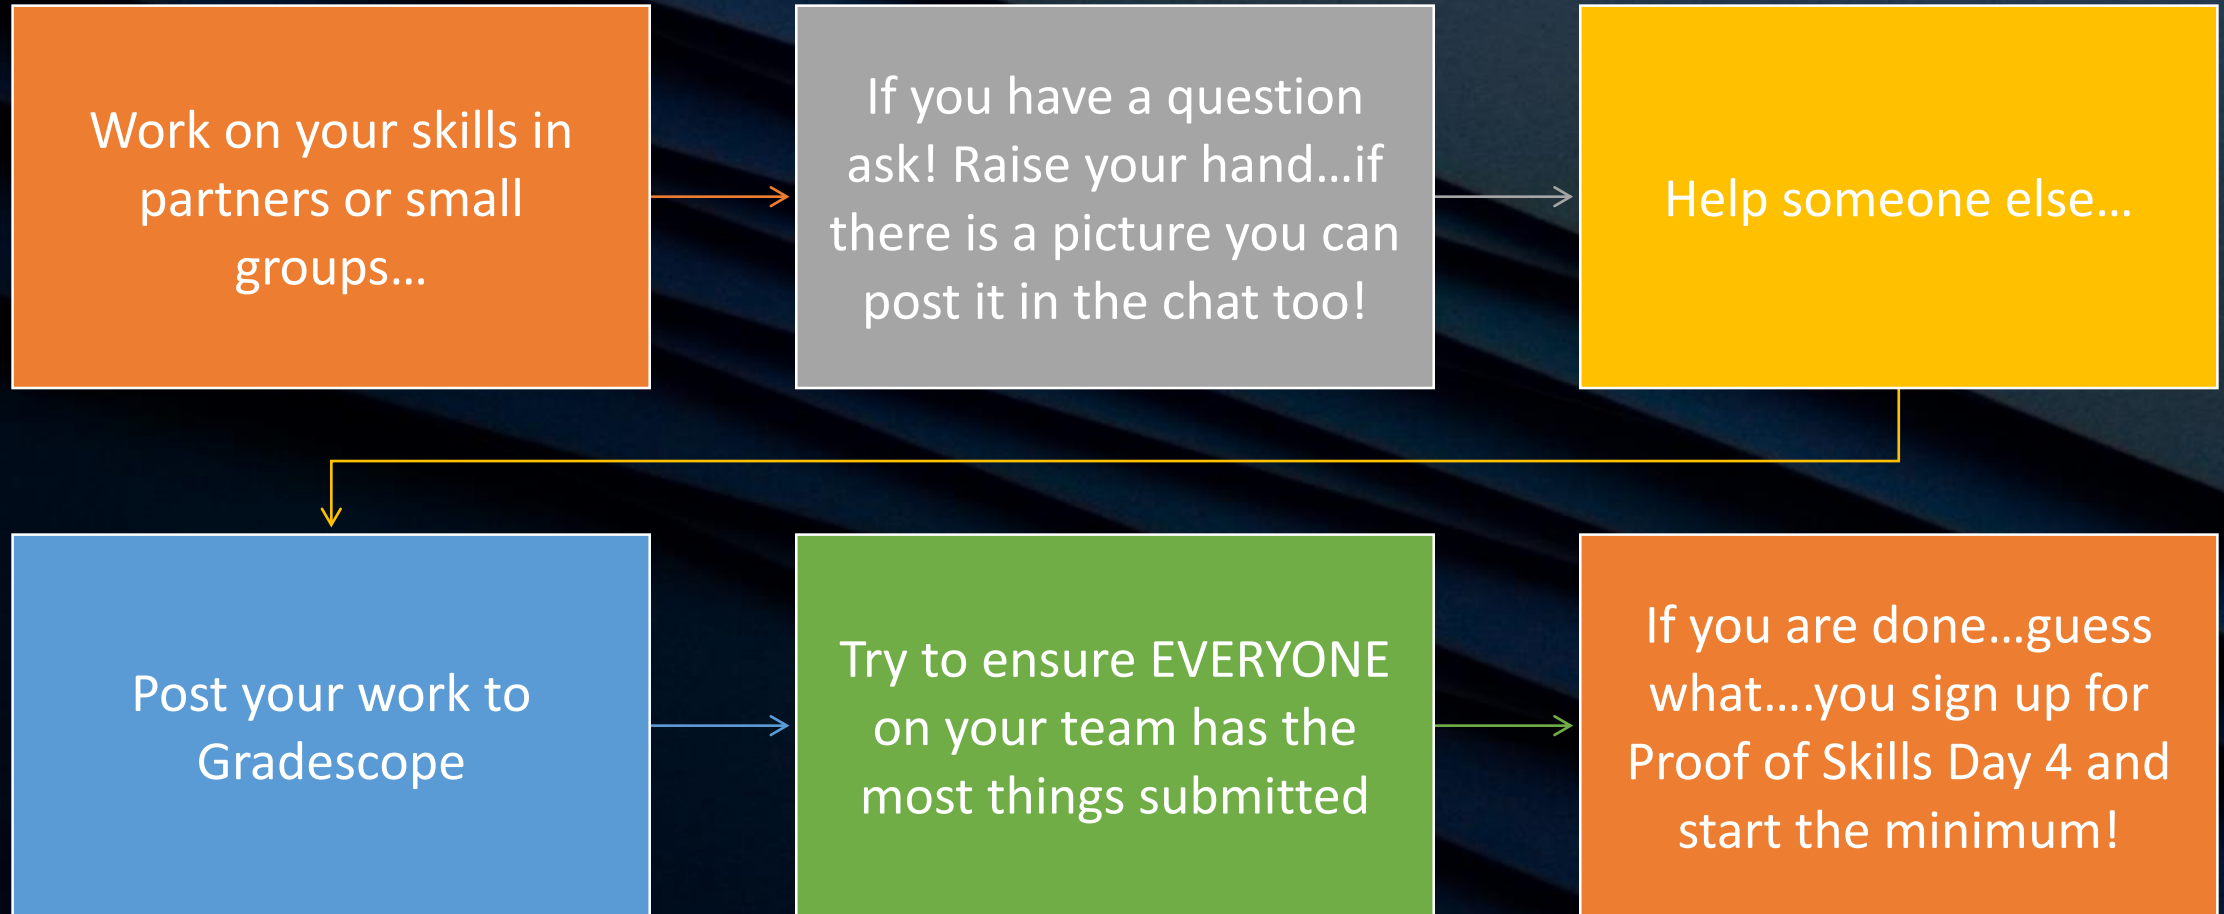 Work on your skills in
partners or small
groups...
If you have a question
ask! Raise your hand...if
there is a picture you can
post it in the chat too!
Help someone else...
Post your work to
Gradescope
Try to ensure EVERYONE
on your team has the
most things submitted
If you are done...guess
what....you sign up for
Proof of Skills Day 4 and
start the minimum!